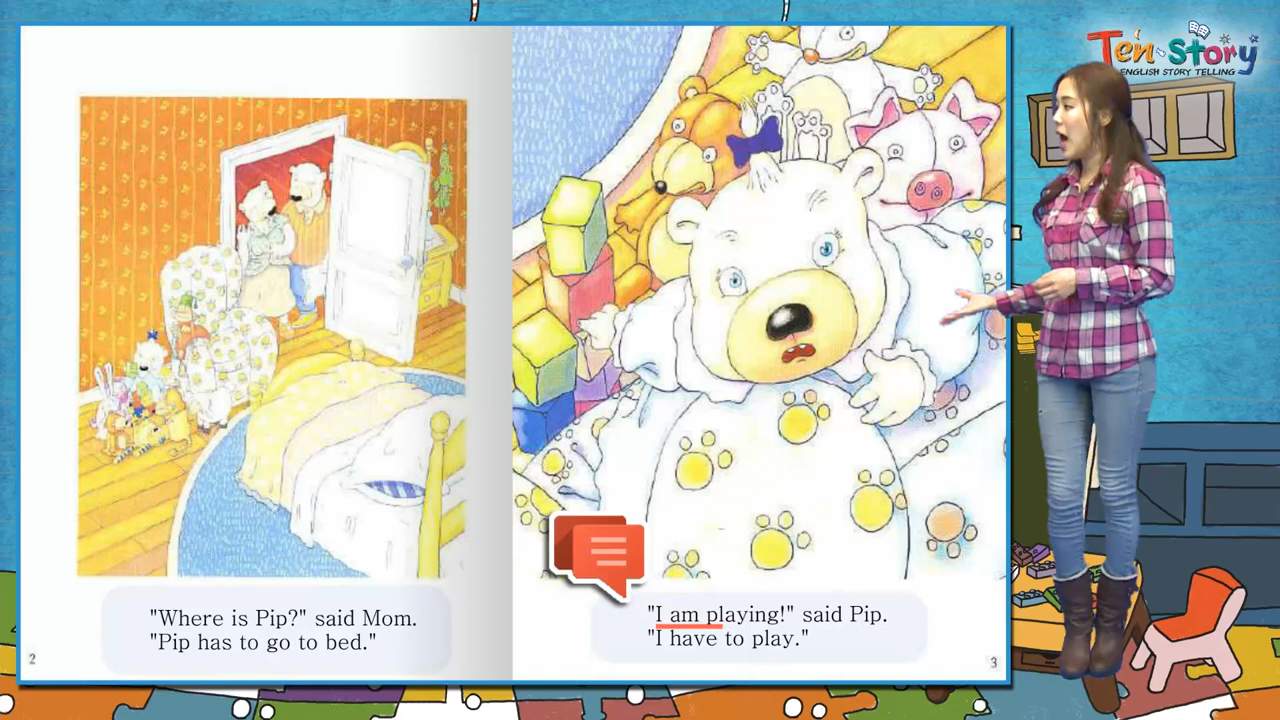 Ten-Story
ENGLISH STORY TELLING
"Where is Pip?" said Mom.
"Pip has to go to bed."
2
"I am playing!" said Pip.
"I have to play."
3